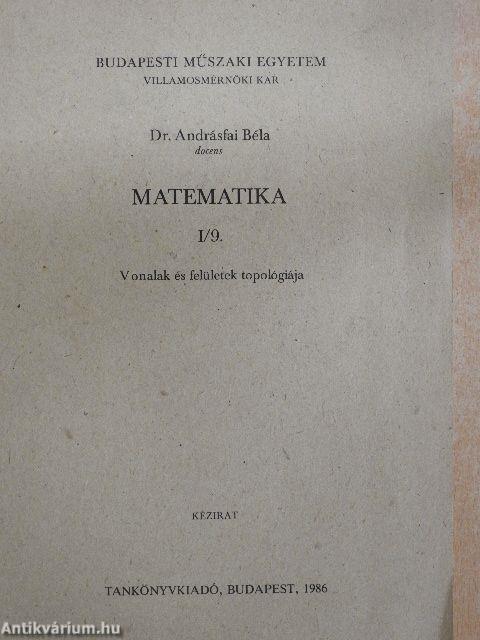 BUDAPESTI MŰSZAKI EGYETEM
VILLAMOSMÉRNÖKI KAR
Dr. Andrásfai Béla
docens
MATEMATIKA
I/9.
Vonalak és felületek topológiája
KÉZIRAT
TANKÖNYVKIADÓ, BUDAPEST, 1986
Antikvárium.hu